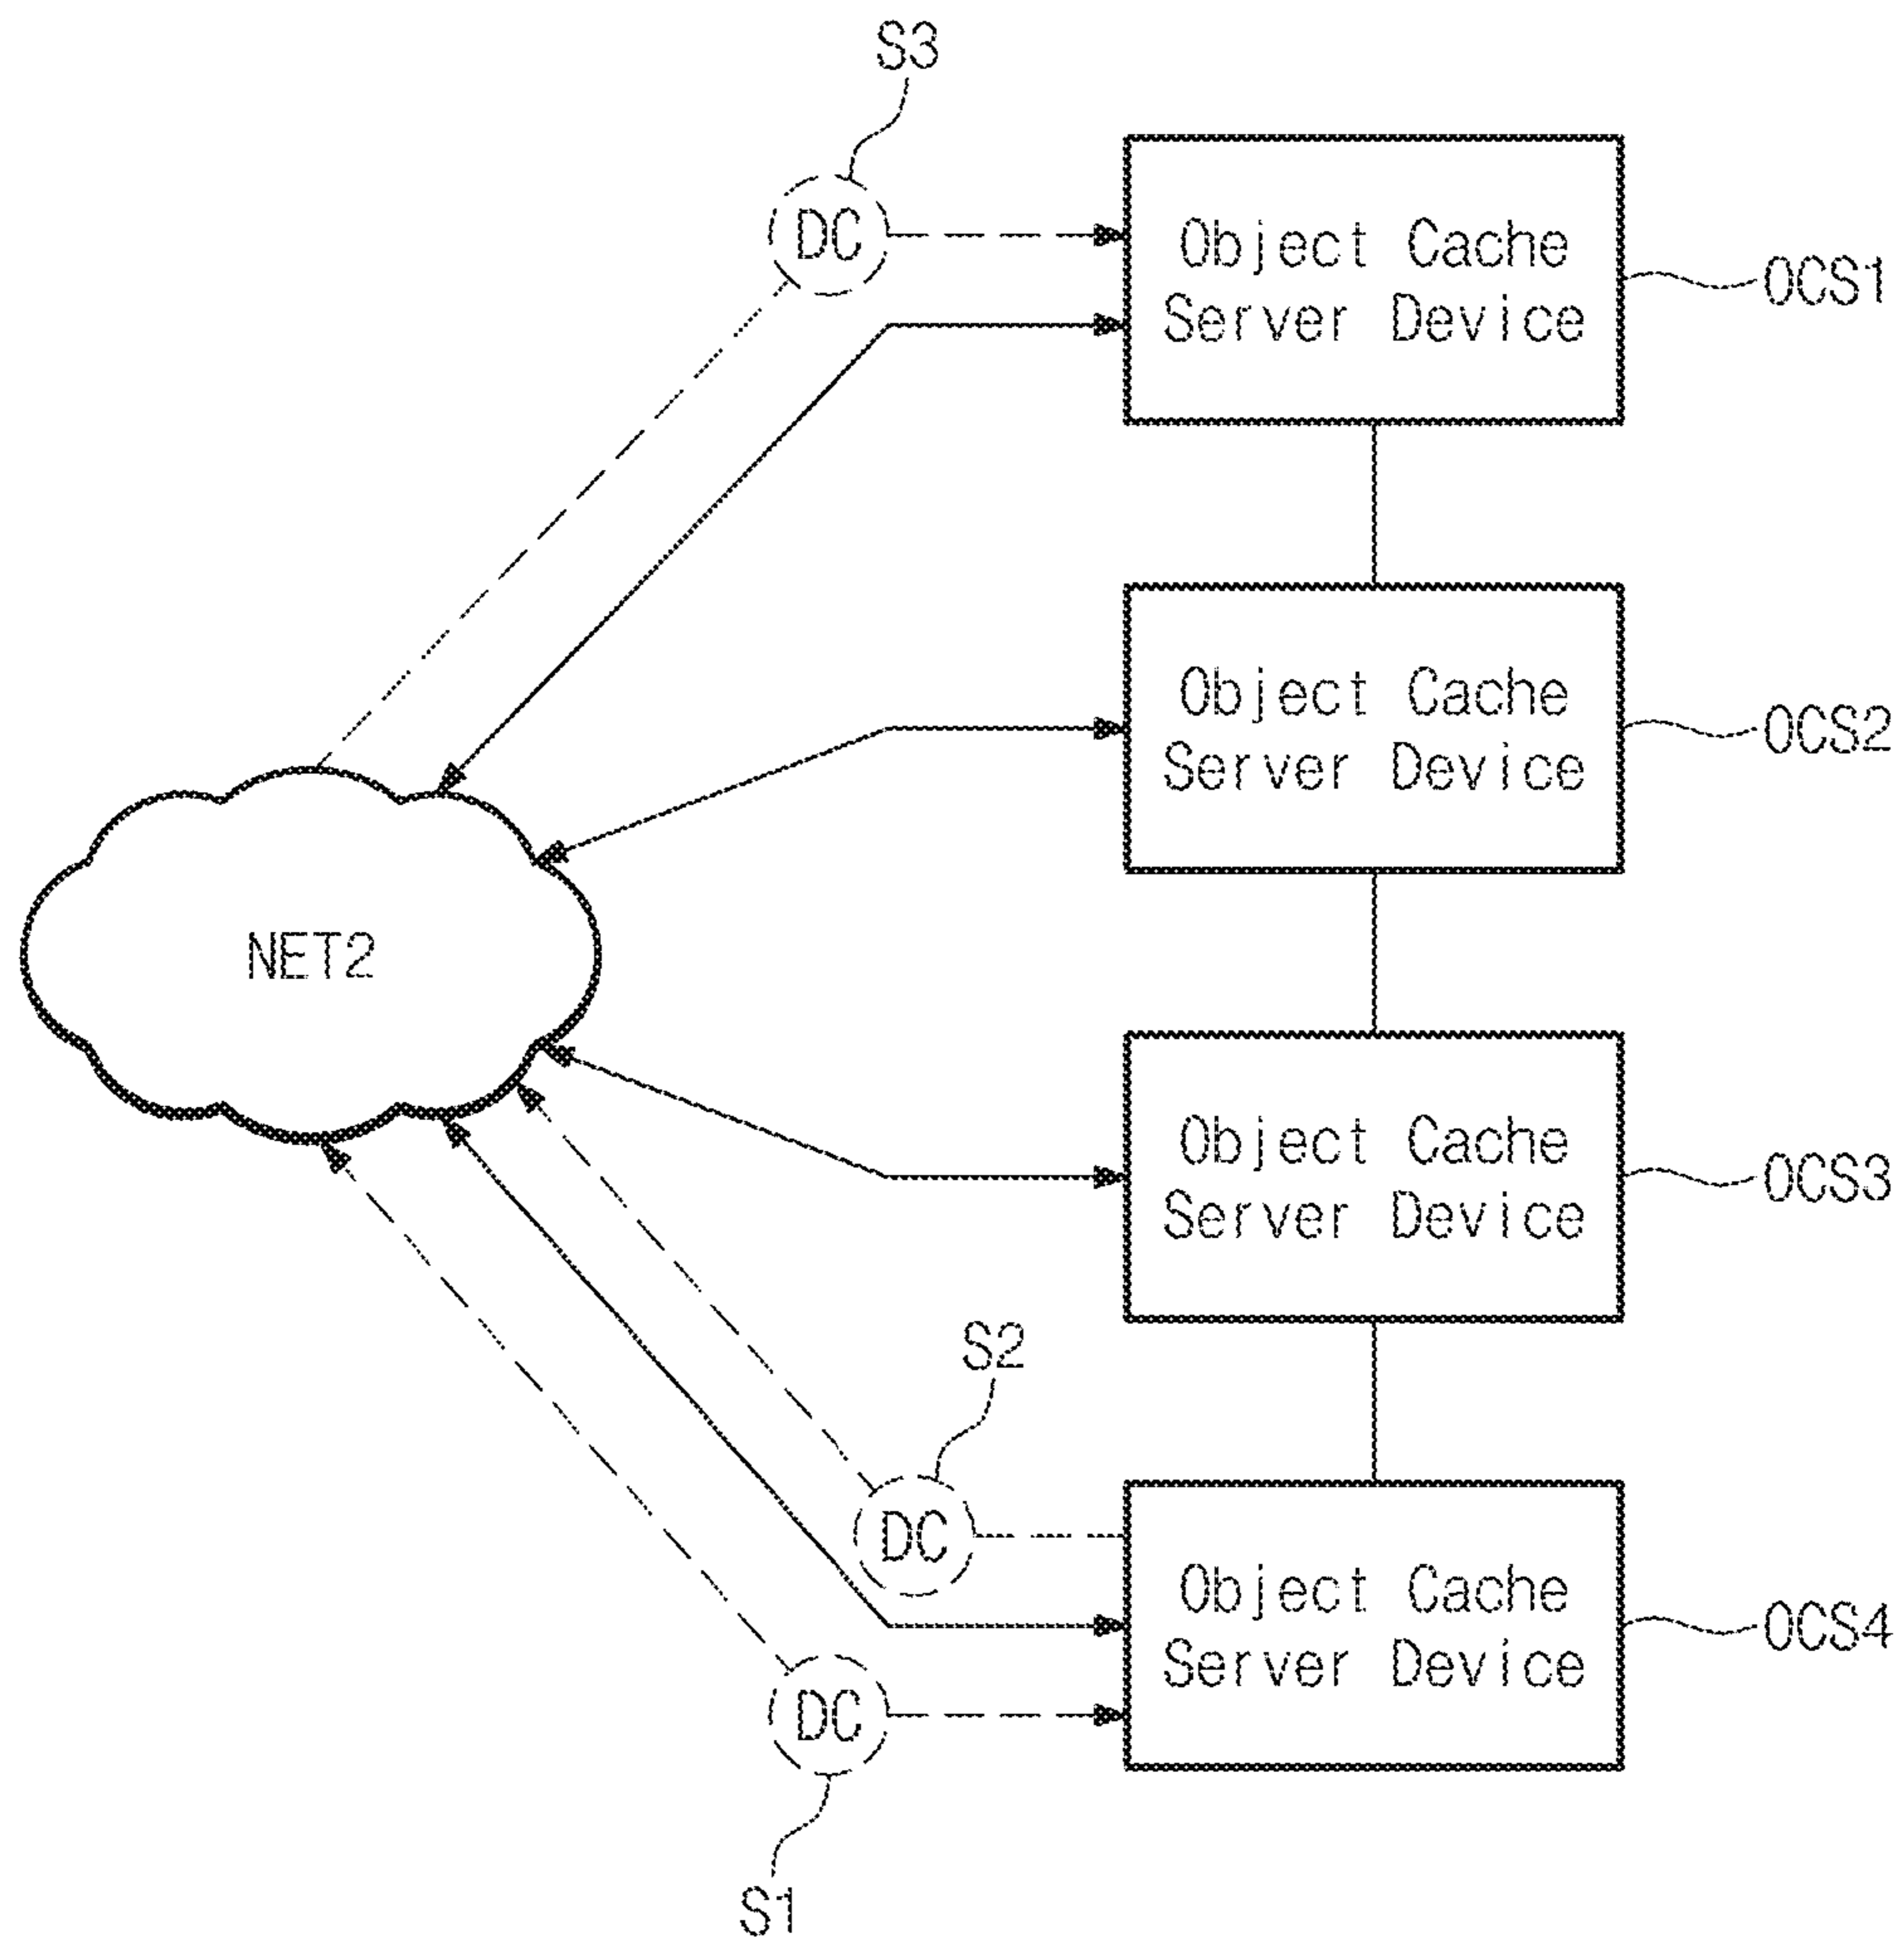 S3
DC
Object Cache
Server Device
OCS1
Object Cache
Server Device
OCS2
NET2
Object Cache
Server Device
OCS3
S2
DC
Object Cache
Server Device
OCS4
DC
S1